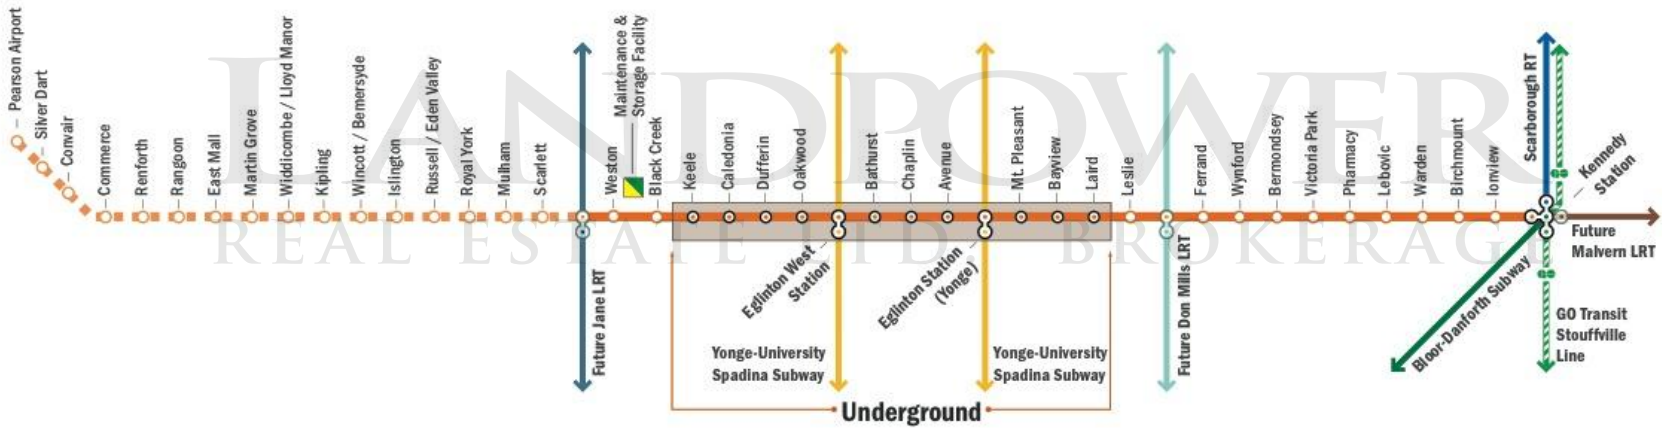 LANDPOWER
REAL ESTATE LTD. BROKERAGE
Pearson Airport
Silver Dart
Convair
Commerce
Renforth
Rangoon
East Mall
Martin Grove
Widdicombe / Lloyd Manor
Kipling
Wincott / Bemersyde
Islington
Russell / Eden Valley
Royal York
Mulham
Scarlett
Weston
Maintenance &
Storage Facility
Black Creek
Keele
Caledonia
Dufferin
Oakwood
Bathurst
Chaplin
Avenue
Mt. Pleasant
Bayview
Laird
Leslie
Ferrand
Wynford
Bermondsey
Victoria Park
Pharmacy
Lebovic
Warden
Birchmount
Ionview
Scarborough RT
Kennedy
Station
Future
Malvern LRT
Future Jane LRT
Eglinton West
Station
Eglinton Station
(Yonge)
Future Don Mills LRT
Bloor-Danforth Subway
GO Transit
Stouffville
Line
Yonge-University
Spadina Subway
Yonge-University
Spadina Subway
Underground